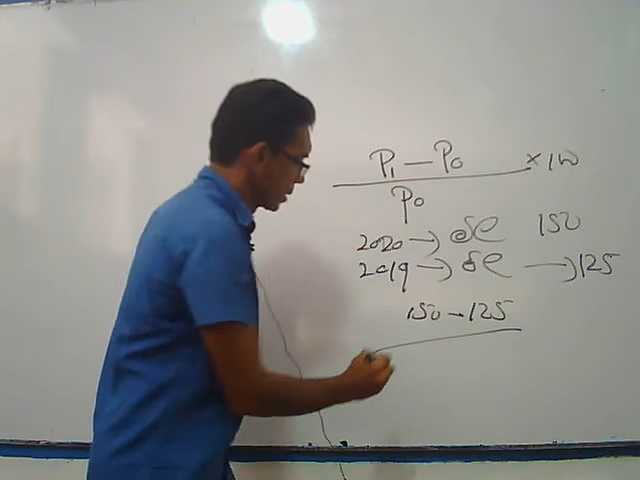 P1 — P0 × 100
P0
2020 → 150
2019 → → 125
150 — 125